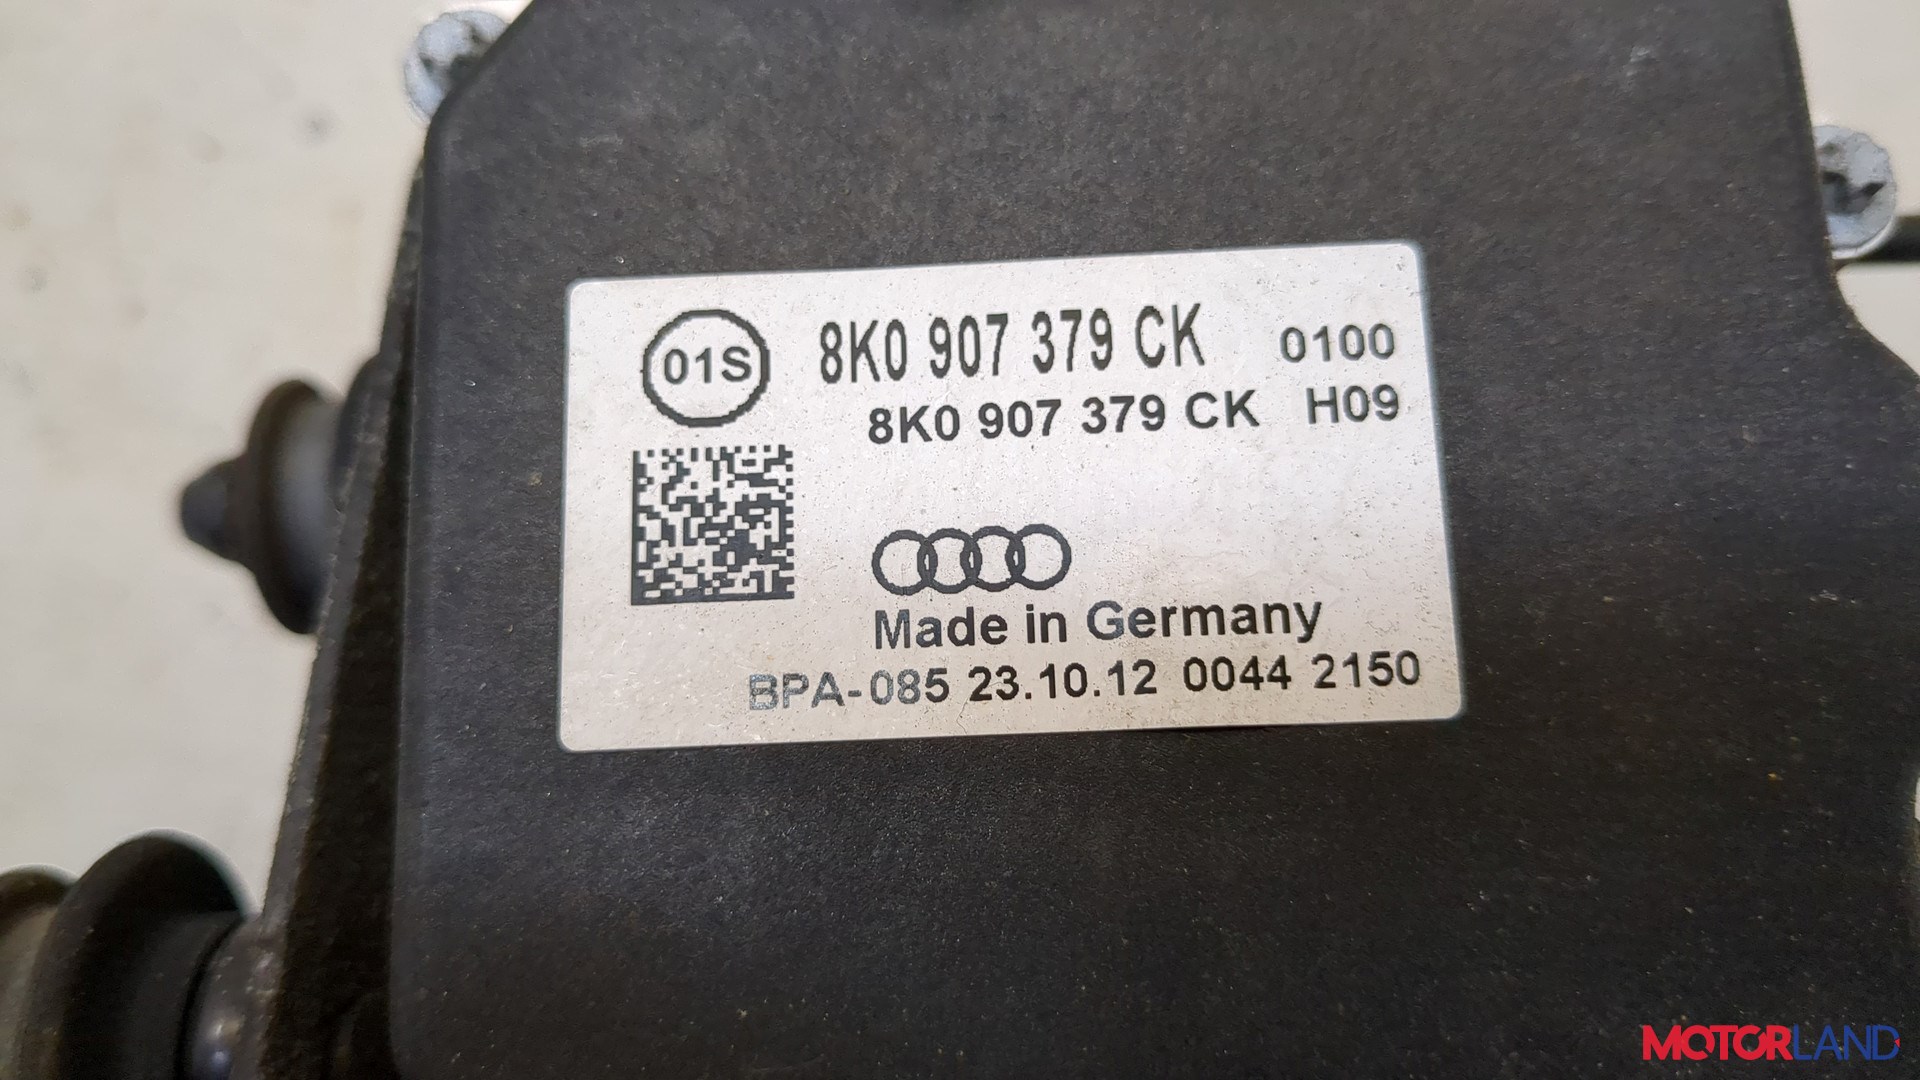 01S
8K0 907 379 CK 0100
8K0 907 379 CK H09
Made in Germany
BPA-085 23.10.12 0044 2150
MOTORLAND